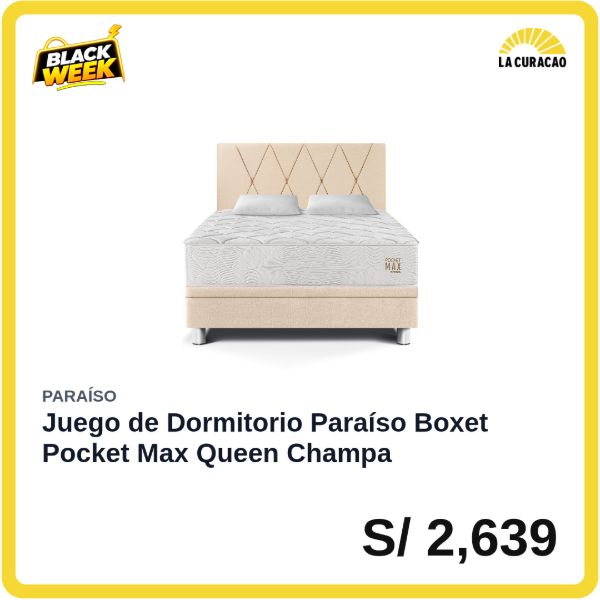 BLACK
WEEK
LA CURACAO
POCKET
MAX
PARAÍSO
Juego de Dormitorio Paraíso Boxet
Pocket Max Queen Champa
S/ 2,639